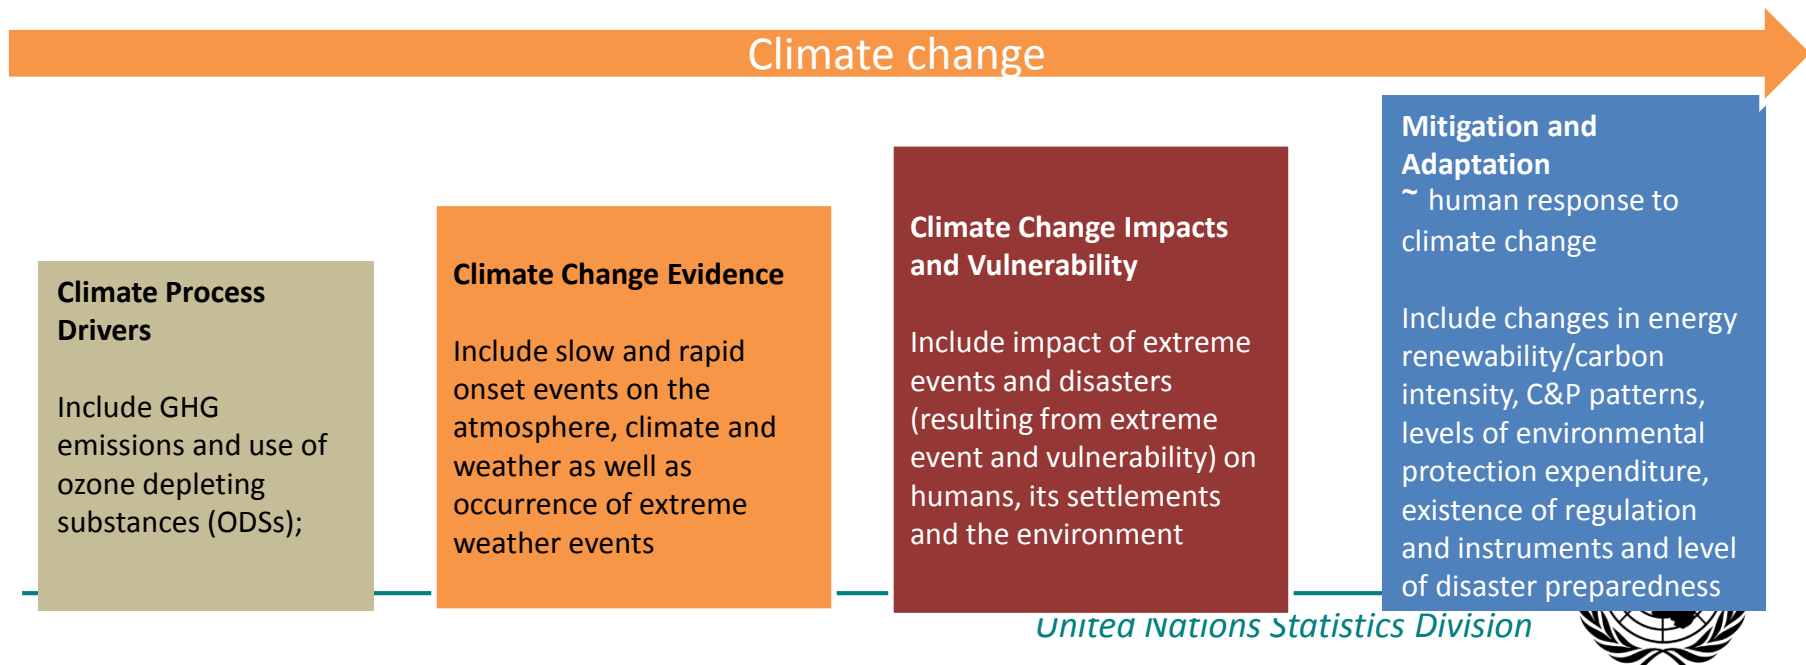 Climate change
Climate Process
Drivers
Include GHG
emissions and use of
ozone depleting
substances (ODSs);
Climate Change Evidence
Include slow and rapid
onset events on the
atmosphere, climate and
weather as well as
occurrence of extreme
weather events
Climate Change Impacts
and Vulnerability
Include impact of extreme
events and disasters
(resulting from extreme
event and vulnerability) on
humans, its settlements
and the environment
Mitigation and
Adaptation
~ human response to
climate change
Include changes in energy
renewability/carbon
intensity, C&P patterns,
levels of environmental
protection expenditure,
existence of regulation
and instruments and level
of disaster preparedness
United Nations Statistics Division